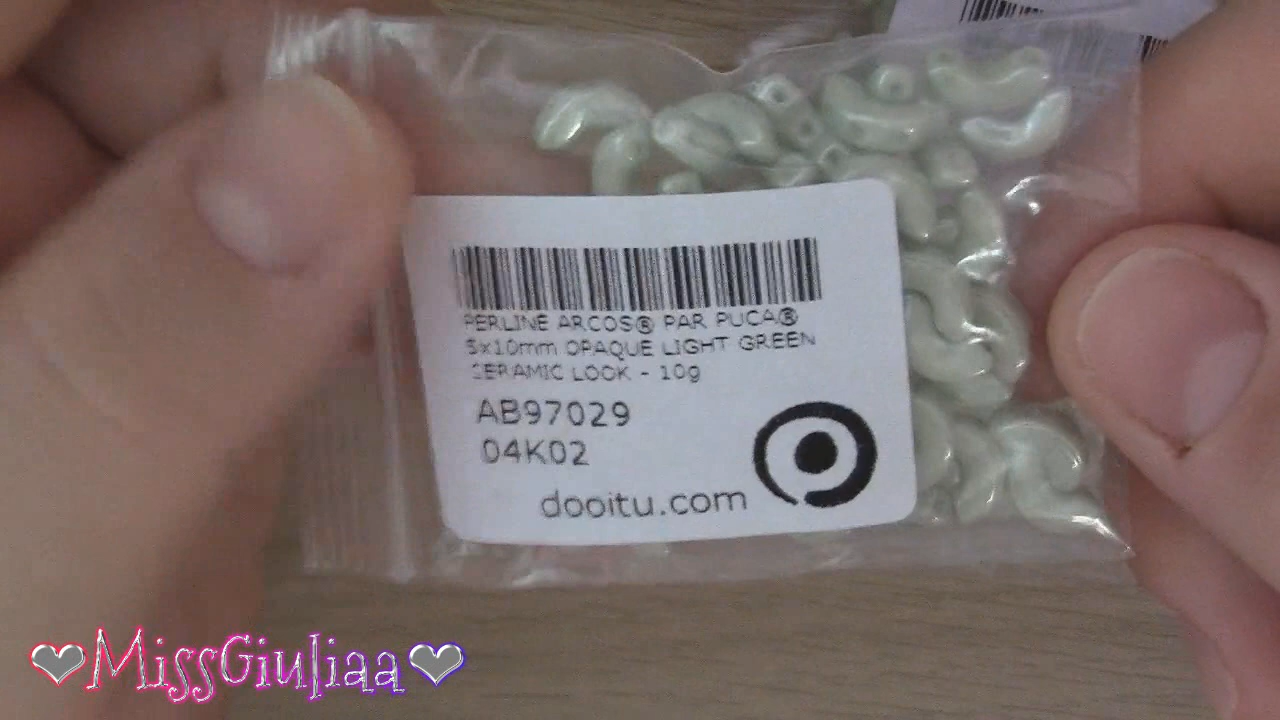 PERLINE ARCOS® PAR PUCA®
5x10mm OPAQUE LIGHT GREEN
CERAMIC LOOK - 10g
AB97029
04K02
dooitu.com
❤MissGiuliaa❤